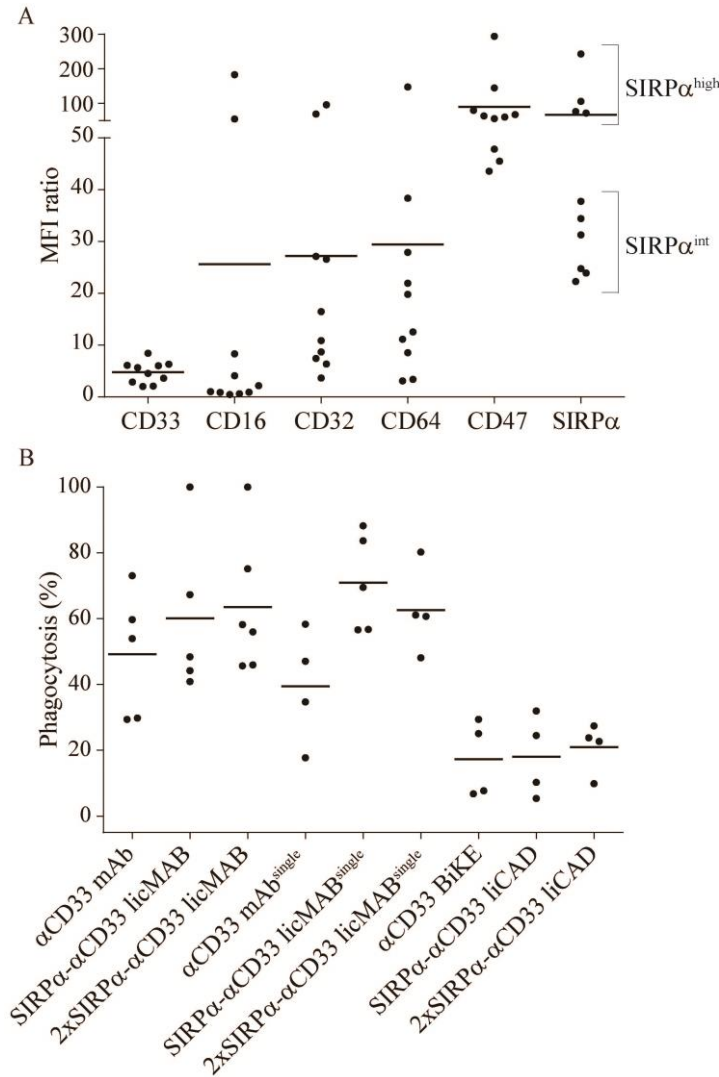 A
300
200
100
50
40
30
20
10
0
MFI ratio
SIRPα^high
SIRPα^int
CD33 CD16 CD32 CD64 CD47 SIRPα
B
100
80
60
40
20
0
Phagocytosis (%)
αCD33 mAb
SIRPα-αCD33 licMAB
2xSIRPα-αCD33 licMAB
αCD33 mAb^single
SIRPα-αCD33 licMAB^single
2xSIRPα-αCD33 licMAB^single
αCD33 BiKE
SIRPα-αCD33 liCAD
2xSIRPα-αCD33 liCAD